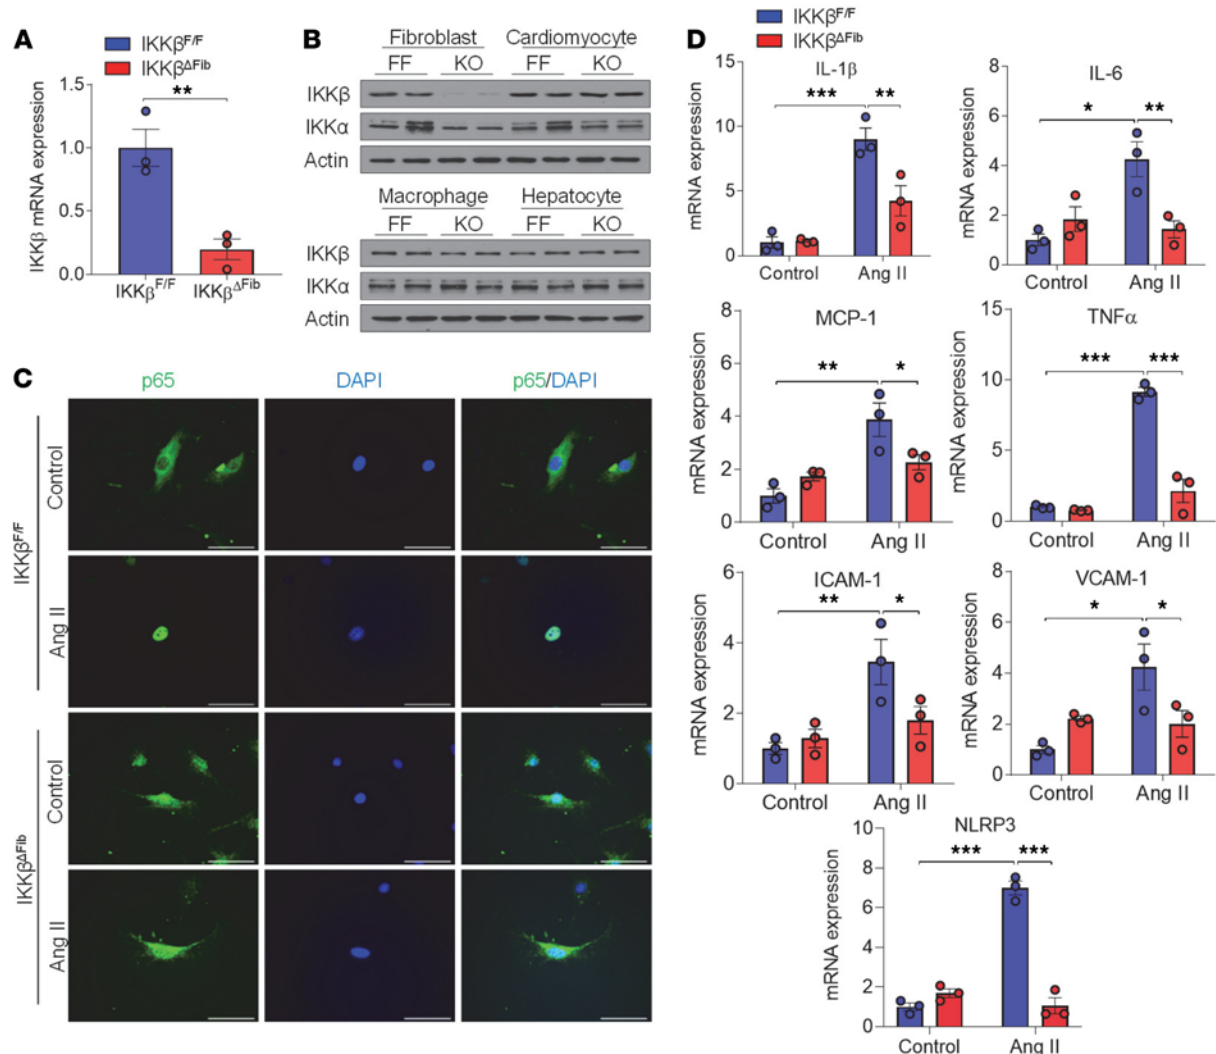 A
IKKβF/F
IKKβΔFib
**
IKKβ mRNA expression
1.5
1.0
0.5
0.0
IKKβF/F IKKβΔFib
B
Fibroblast Cardiomyocyte
FF KO FF KO
IKKβ
IKKα
Actin
Macrophage Hepatocyte
FF KO FF KO
IKKβ
IKKα
Actin
C
p65 DAPI p65/DAPI
IKKβF/F
Control
Ang II
IKKβΔFib
Control
Ang II
D
IKKβF/F
IKKβΔFib
IL-1β
*** **
mRNA expression
15
10
5
0
Control Ang II
IL-6
* **
mRNA expression
8
6
4
2
0
Control Ang II
MCP-1
** *
mRNA expression
8
6
4
2
0
Control Ang II
TNFα
*** ***
mRNA expression
15
10
5
0
Control Ang II
ICAM-1
** *
mRNA expression
6
4
2
0
Control Ang II
VCAM-1
* *
mRNA expression
8
6
4
2
0
Control Ang II
NLRP3
*** ***
mRNA expression
10
8
6
4
2
0
Control Ang II